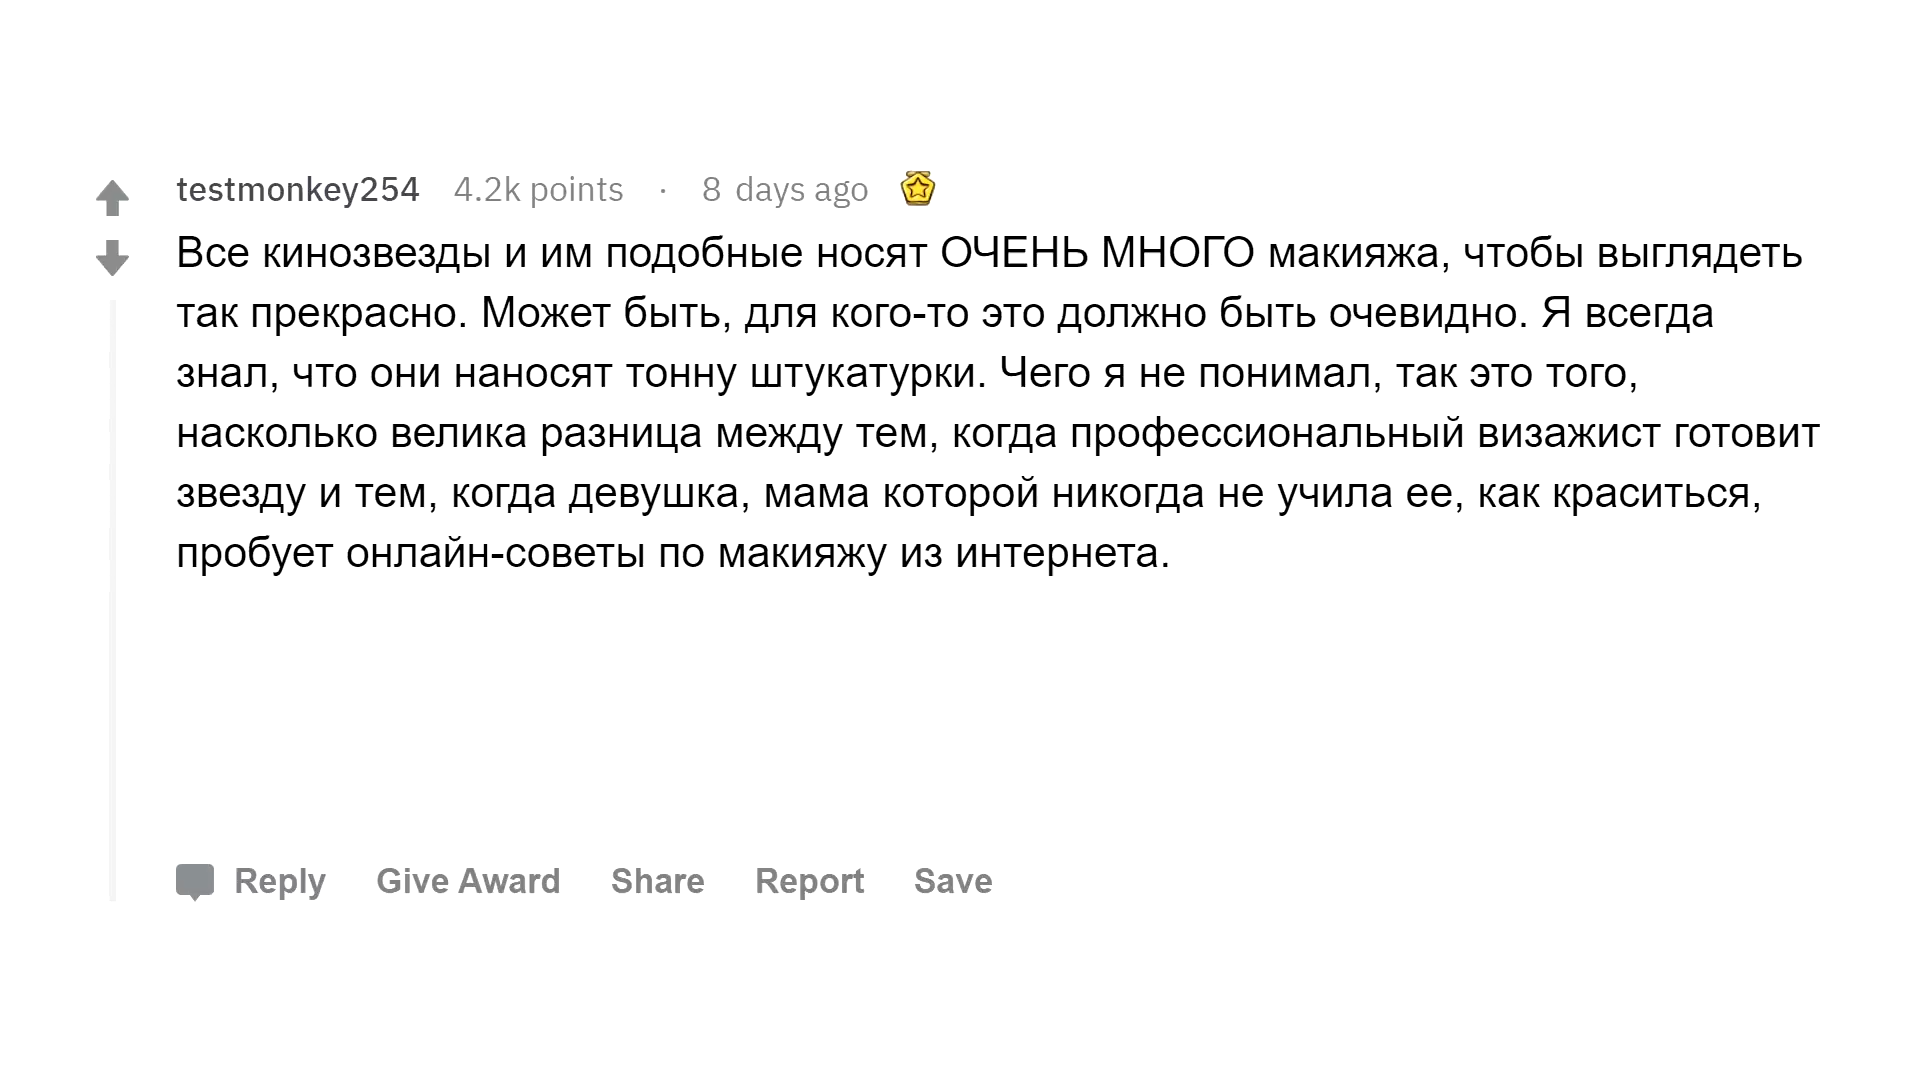 testmonkey254 4.2k points · 8 days ago
Все кинозвезды и им подобные носят ОЧЕНЬ МНОГО макияжа, чтобы выглядеть
так прекрасно. Может быть, для кого-то это должно быть очевидно. Я всегда
знал, что они наносят тонну штукатурки. Чего я не понимал, так это того,
насколько велика разница между тем, когда профессиональный визажист готовит
звезду и тем, когда девушка, мама которой никогда не учила ее, как краситься,
пробует онлайн-советы по макияжу из интернета.
Reply Give Award Share Report Save